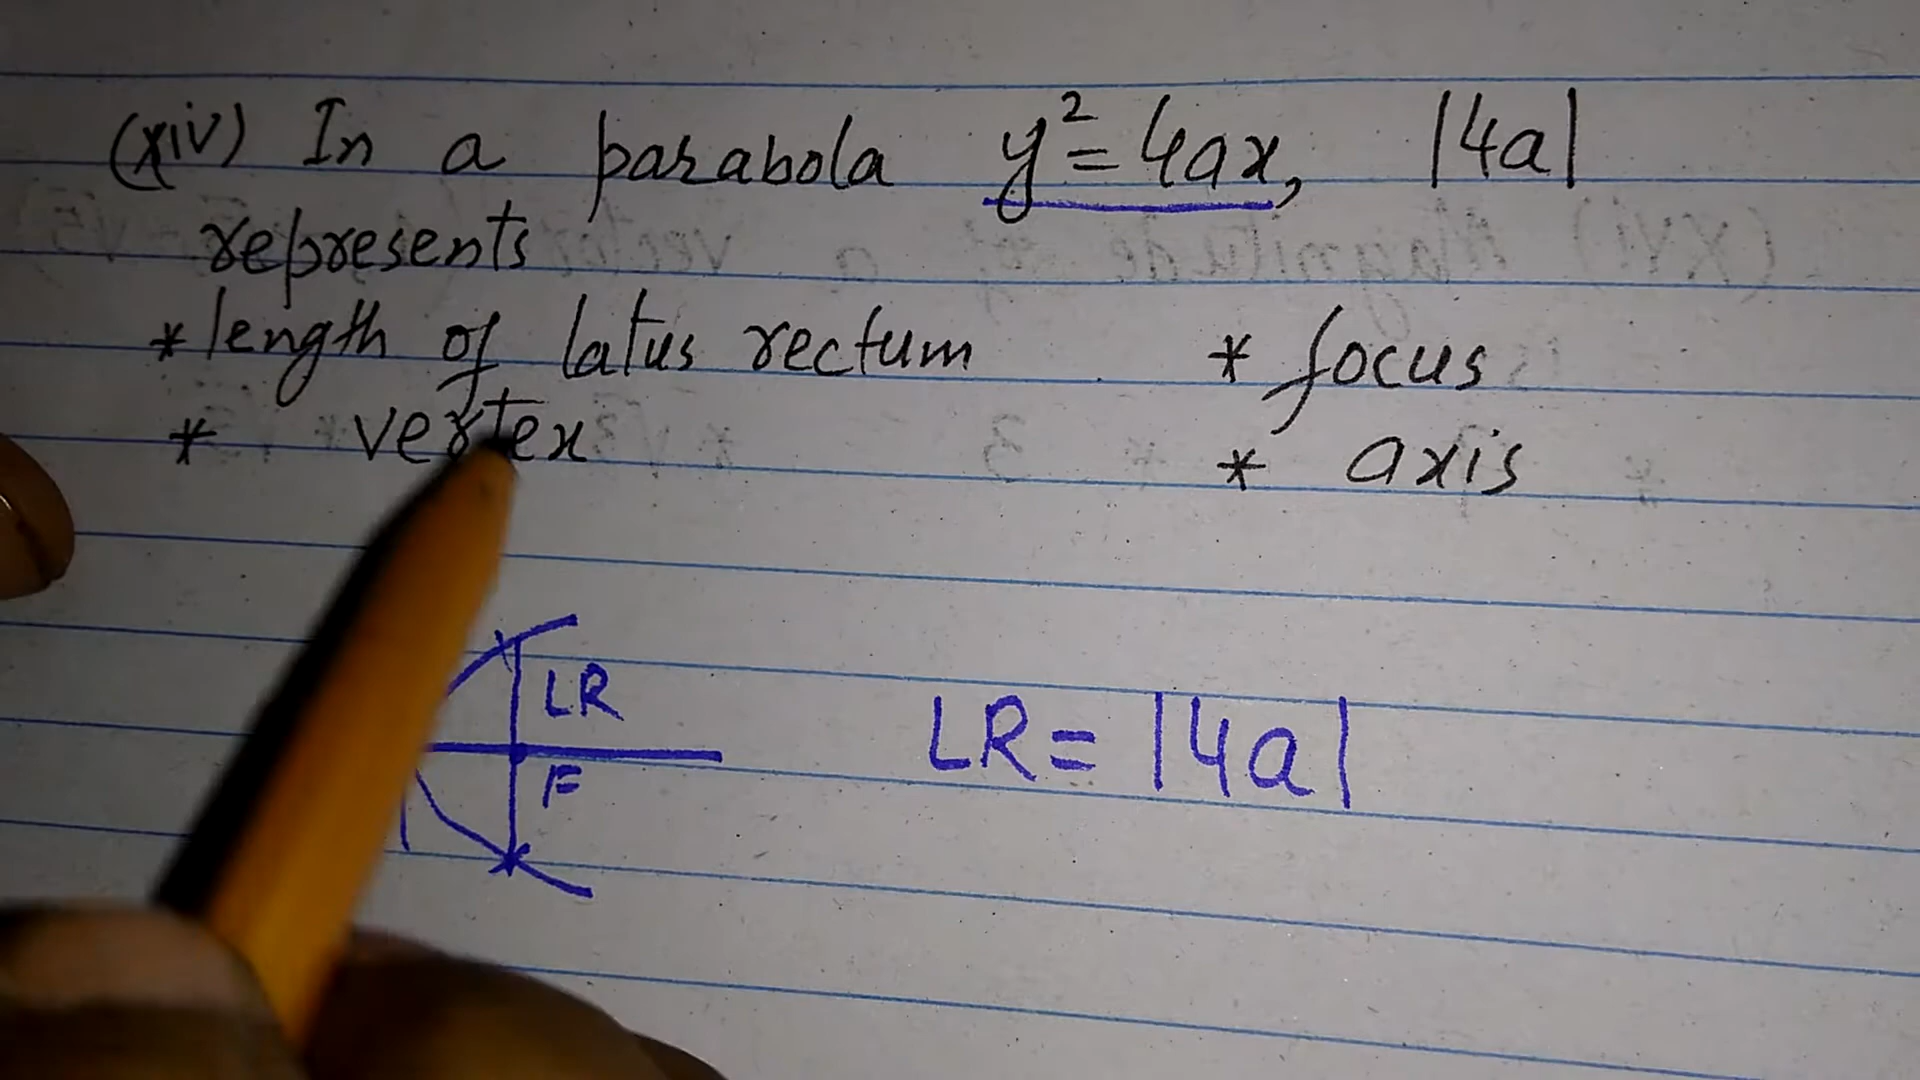 (xiv) In a parabola y²=4ax, |4a|
represents
* length of latus rectum * focus
* vertex * axis
LR
F
LR = |4a|